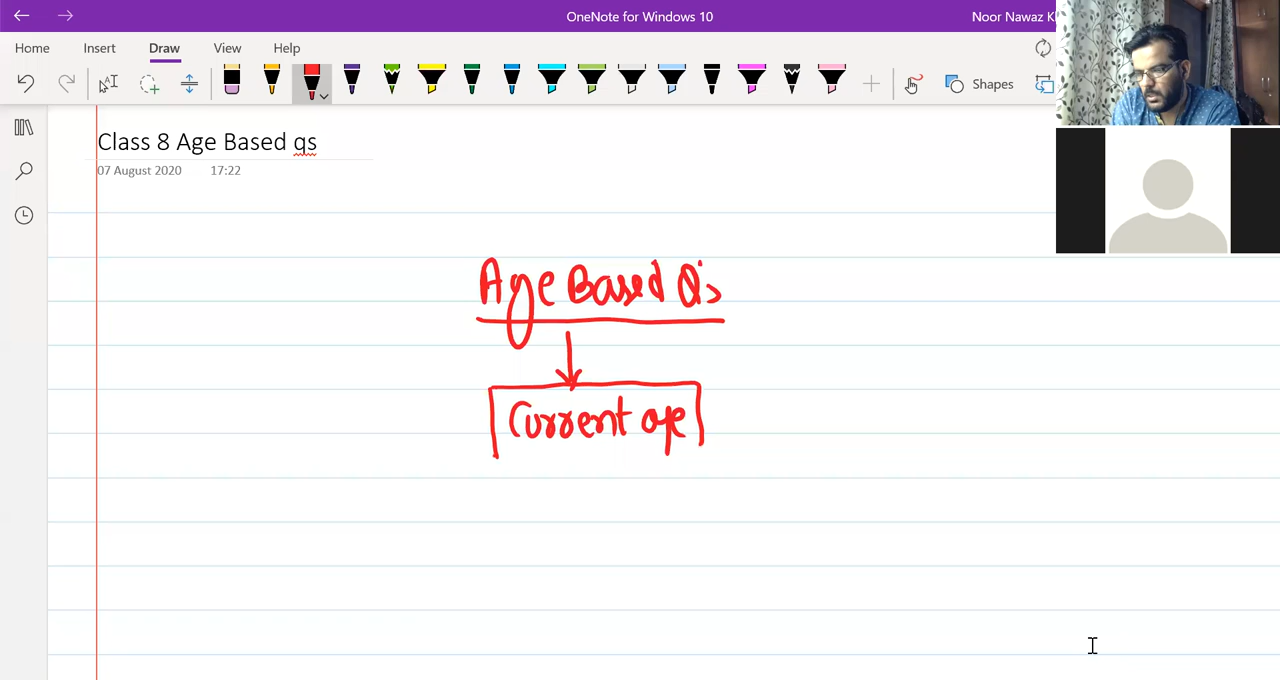 OneNote for Windows 10
Noor Nawaz K
Home Insert Draw View Help
Shapes
Class 8 Age Based qs
07 August 2020 17:22
Age Based Q's
Current age